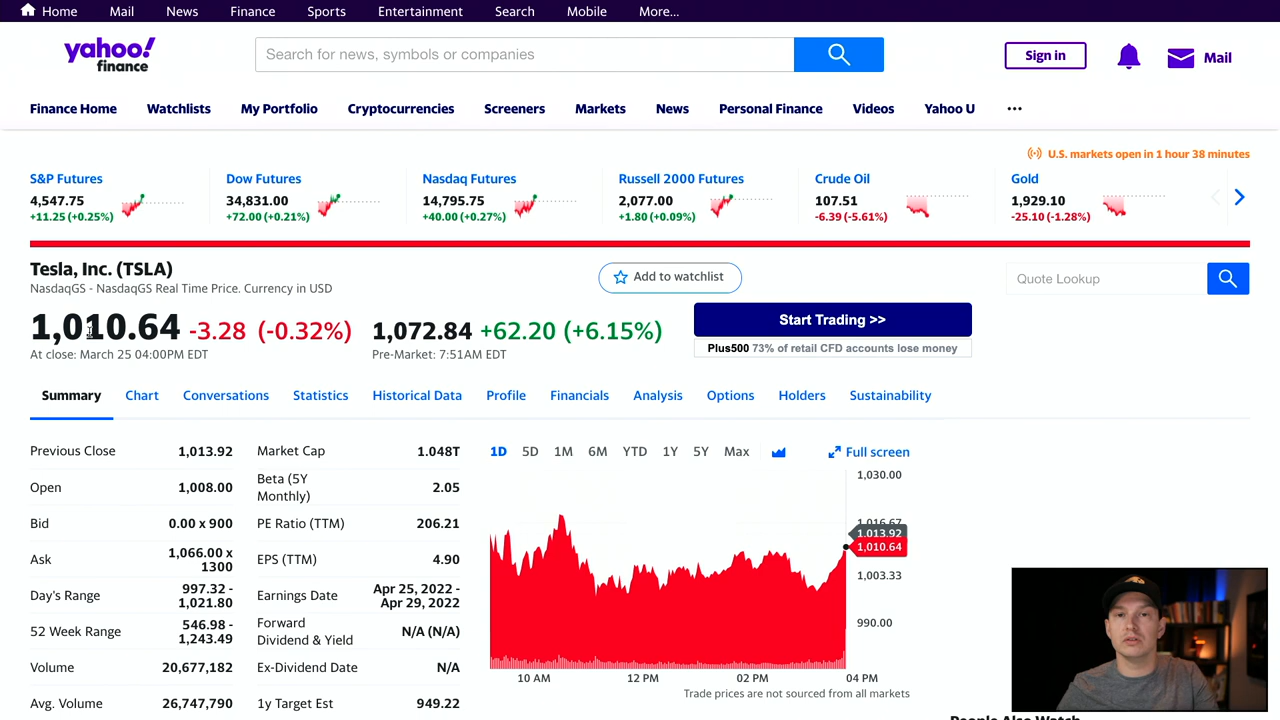 Home Mail News Finance Sports Entertainment Search Mobile More...
yahoo!
finance
Search for news, symbols or companies
Sign in
Mail
Finance Home Watchlists My Portfolio Cryptocurrencies Screeners Markets News Personal Finance Videos Yahoo U ...
U.S. markets open in 1 hour 38 minutes
S&P Futures
4,547.75
+11.25 (+0.25%)
Dow Futures
34,831.00
+72.00 (+0.21%)
Nasdaq Futures
14,795.75
+40.00 (+0.27%)
Russell 2000 Futures
2,077.00
+1.80 (+0.09%)
Crude Oil
107.51
-6.39 (-5.61%)
Gold
1,929.10
-25.10 (-1.28%)
Tesla, Inc. (TSLA)
NasdaqGS - NasdaqGS Real Time Price. Currency in USD
Add to watchlist
Quote Lookup
1,010.64 -3.28 (-0.32%)
At close: March 25 04:00PM EDT
1,072.84 +62.20 (+6.15%)
Pre-Market: 7:51AM EDT
Start Trading >>
Plus500 73% of retail CFD accounts lose money
Summary Chart Conversations Statistics Historical Data Profile Financials Analysis Options Holders Sustainability
Previous Close 1,013.92
Open 1,008.00
Bid 0.00 x 900
Ask 1,066.00 x
1300
Day's Range 997.32 -
1,021.80
52 Week Range 546.98 -
1,243.49
Volume 20,677,182
Avg. Volume 26,747,790
Market Cap 1.048T
Beta (5Y
Monthly) 2.05
PE Ratio (TTM) 206.21
EPS (TTM) 4.90
Earnings Date Apr 25, 2022 -
Apr 29, 2022
Forward
Dividend & Yield N/A (N/A)
Ex-Dividend Date N/A
1y Target Est 949.22
1D 5D 1M 6M YTD 1Y 5Y Max
Full screen
1,030.00
1,016.67
1,013.92
1,010.64
1,003.33
990.00
10 AM 12 PM 02 PM 04 PM
Trade prices are not sourced from all markets
People Also Watch